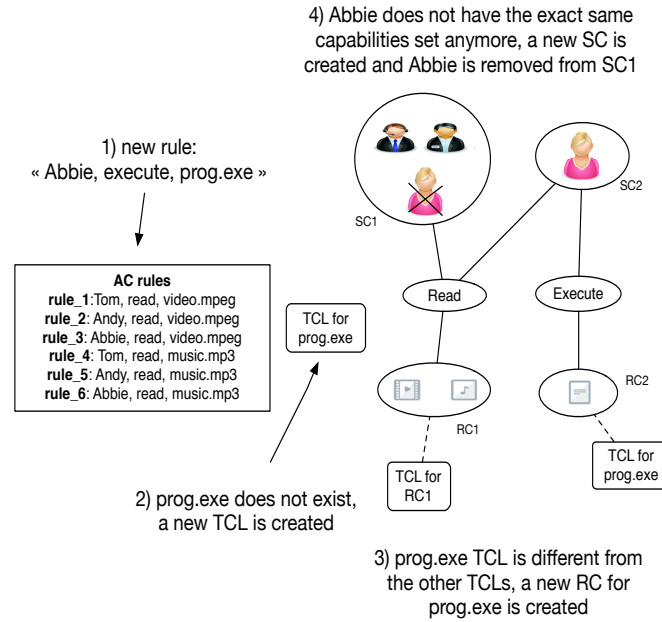 4) Abbie does not have the exact same
capabilities set anymore, a new SC is
created and Abbie is removed from SC1
1) new rule:
« Abbie, execute, prog.exe »
SC1
SC2
AC rules
rule_1:Tom, read, video.mpeg
rule_2: Andy, read, video.mpeg
rule_3: Abbie, read, video.mpeg
rule_4: Tom, read, music.mp3
rule_5: Andy, read, music.mp3
rule_6: Abbie, read, music.mp3
TCL for
prog.exe
Read
Execute
RC1
RC2
TCL for
RC1
TCL for
prog.exe
2) prog.exe does not exist,
a new TCL is created
3) prog.exe TCL is different from
the other TCLs, a new RC for
prog.exe is created